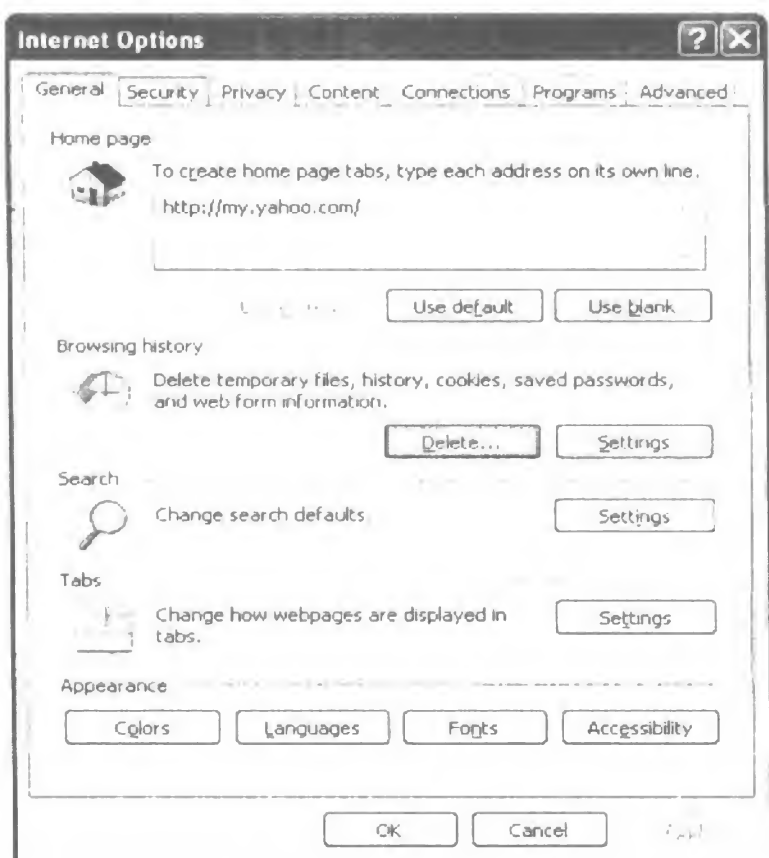 Internet Options
General Security Privacy Content Connections Programs Advanced
Home page
To create home page tabs, type each address on its own line.
http://my.yahoo.com/
Use default Use blank
Browsing history
Delete temporary files, history, cookies, saved passwords,
and web form information.
Delete... Settings
Search
Change search defaults.
Settings
Tabs
Change how webpages are displayed in
tabs.
Settings
Appearance
Colors Languages Fonts Accessibility
OK Cancel